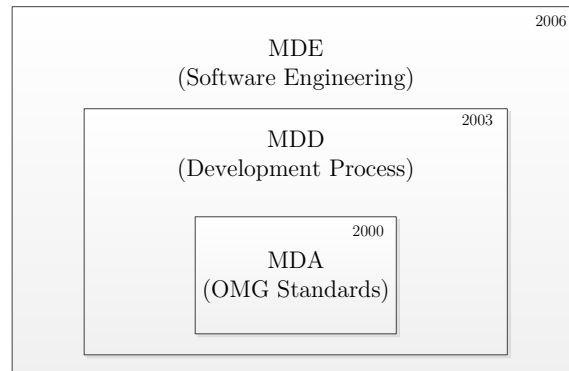 2006
MDE
(Software Engineering)
2003
MDD
(Development Process)
2000
MDA
(OMG Standards)